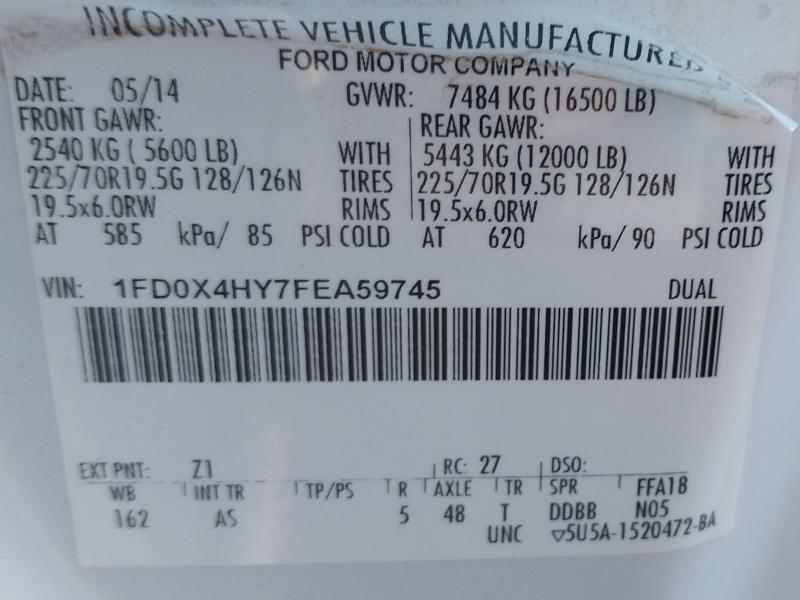 INCOMPLETE VEHICLE MANUFACTURED
FORD MOTOR COMPANY
DATE: 05/14 GVWR: 7484 KG (16500 LB)
FRONT GAWR: REAR GAWR:
2540 KG ( 5600 LB) WITH 5443 KG (12000 LB) WITH
225/70R19.5G 128/126N TIRES 225/70R19.5G 128/126N TIRES
19.5x6.0RW RIMS 19.5x6.0RW RIMS
AT 585 kPa/ 85 PSI COLD AT 620 kPa/ 90 PSI COLD
VIN: 1FD0X4HY7FEA59745 DUAL
EXT PNT: Z1 RC: 27 DSO:
WB INT TR TP/PS R AXLE TR SPR FFA18
162 AS 5 48 T DDBB N05
UNC ▽5U5A-1520472-BA